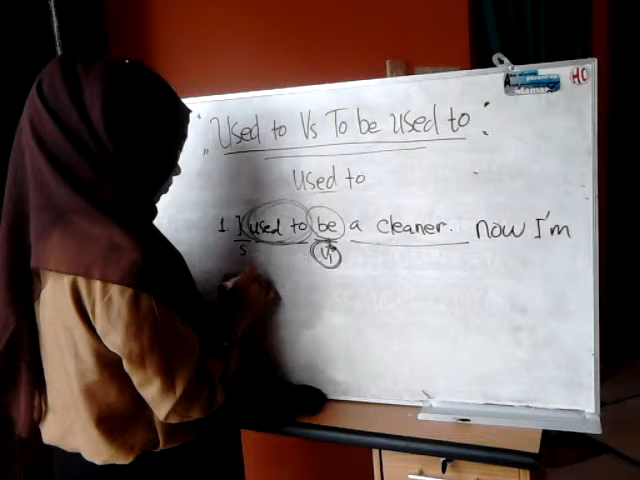 " Used to Vs To be used to "
Used to
1. I used to be a cleaner. now I'm
S V1
HO